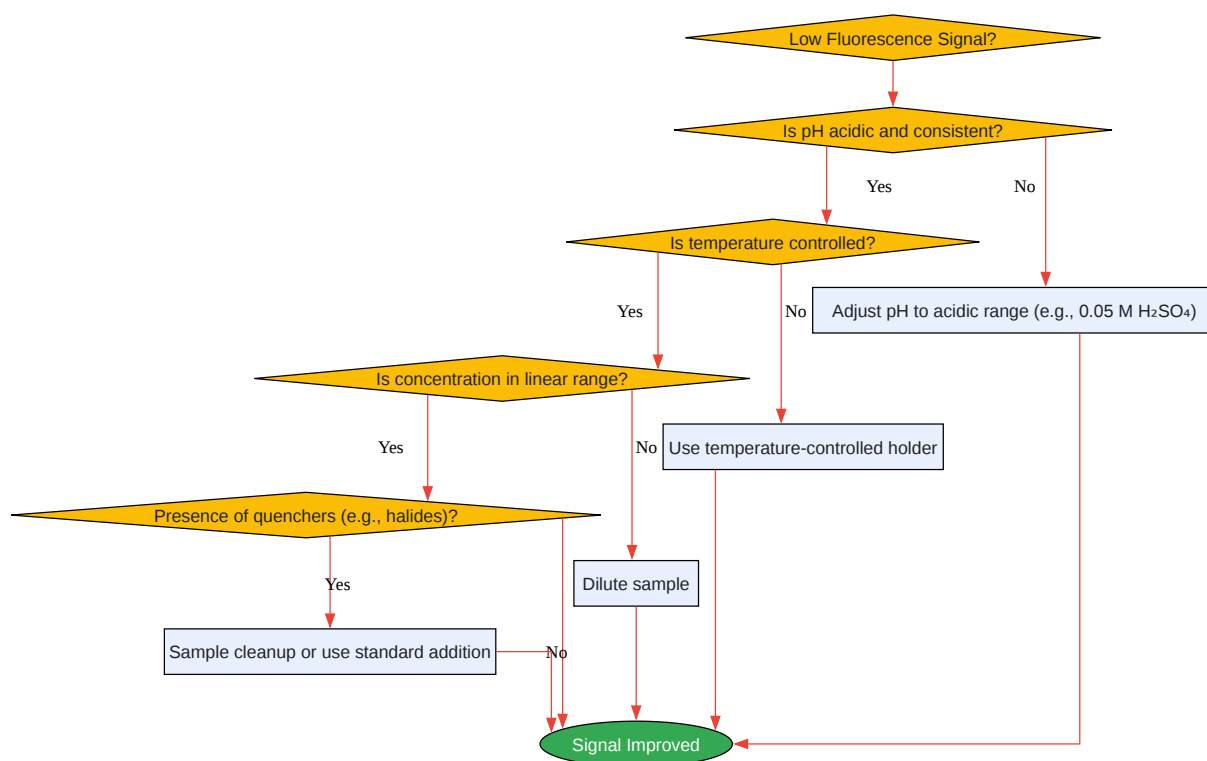 Low Fluorescence Signal?
Is pH acidic and consistent?
Yes
No
Is temperature controlled?
Yes
No
Adjust pH to acidic range (e.g., 0.05 M H₂SO₄)
Is concentration in linear range?
Yes
No
Use temperature-controlled holder
Presence of quenchers (e.g., halides)?
Yes
Dilute sample
Sample cleanup or use standard addition
No
Signal Improved